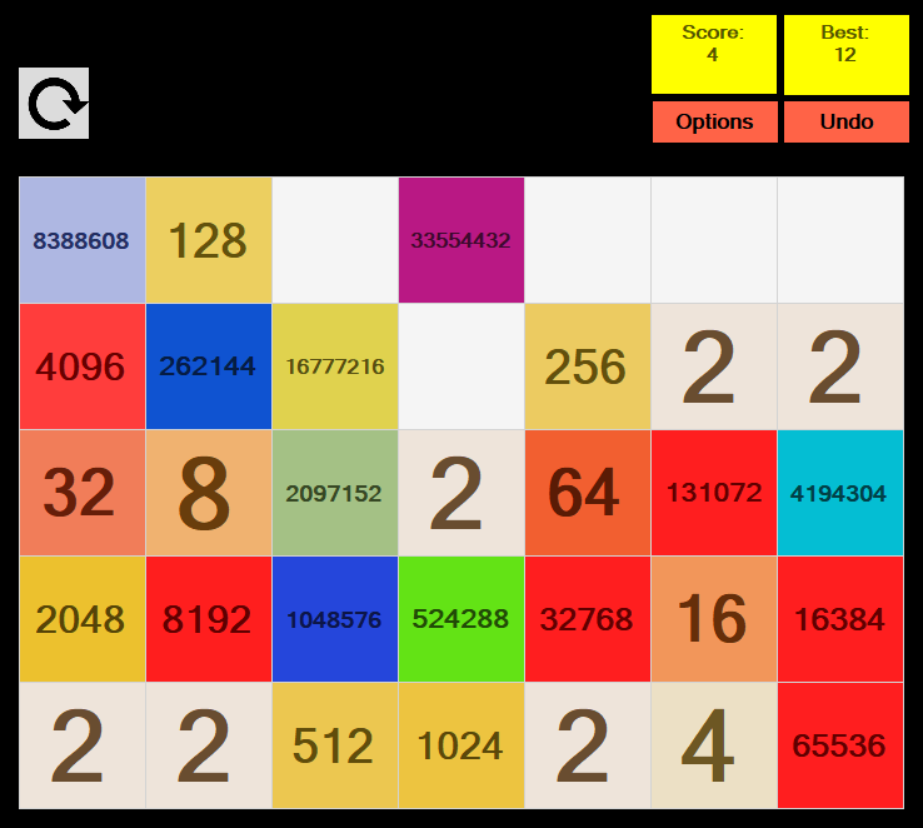 Score:
4
Best:
12
Options
Undo
8388608 128 33554432
4096 262144 16777216 256 2 2
32 8 2097152 2 64 131072 4194304
2048 8192 1048576 524288 32768 16 16384
2 2 512 1024 2 4 65536